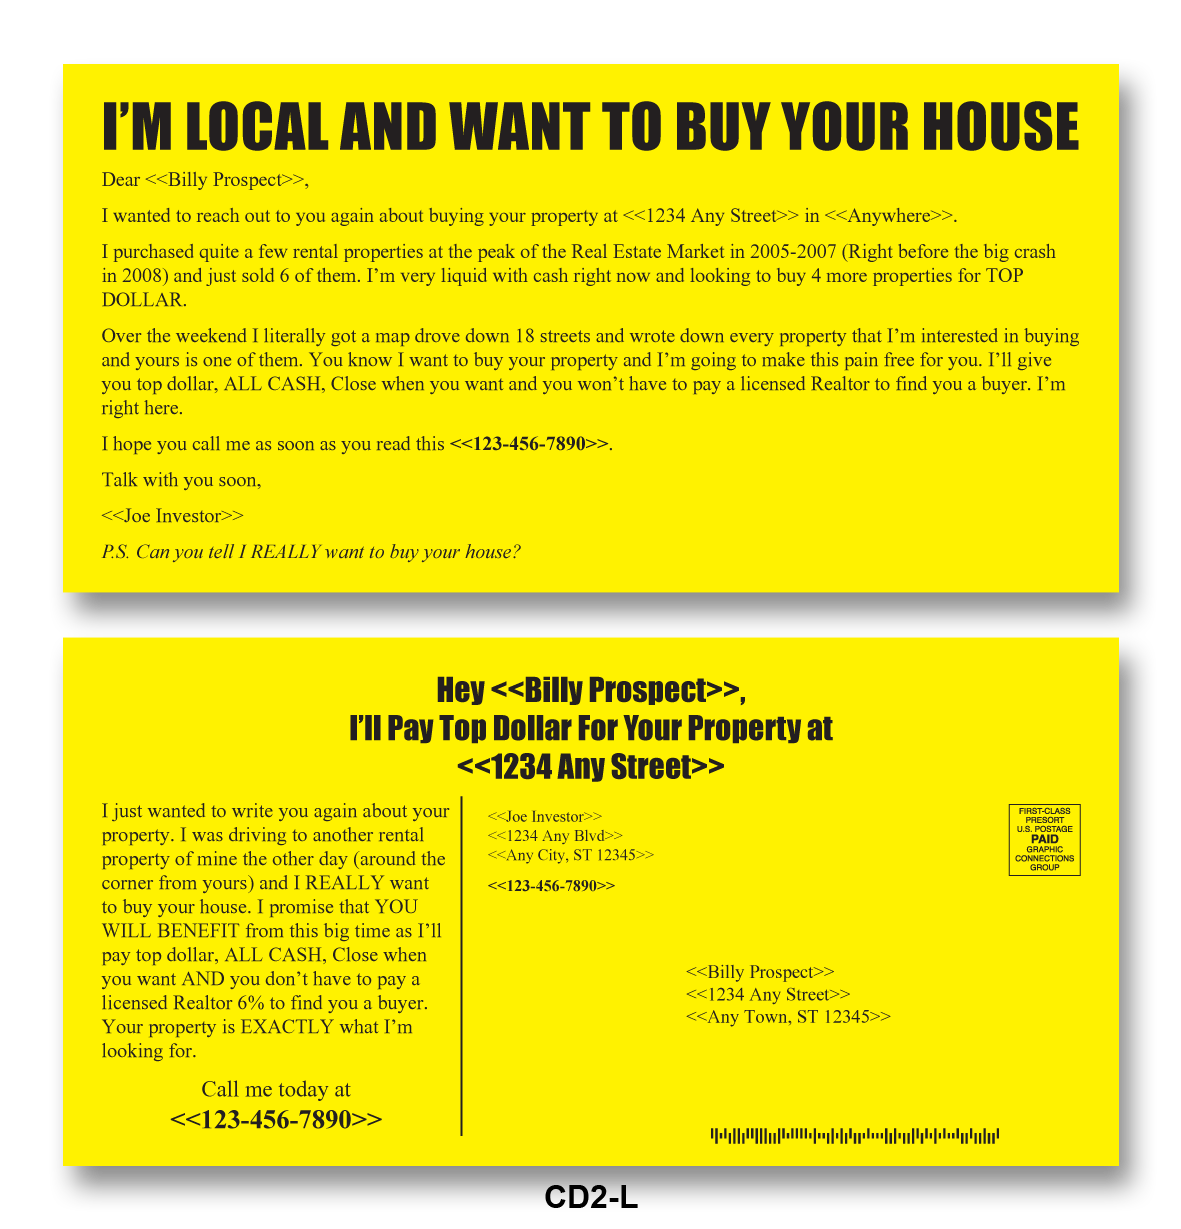 I'M LOCAL AND WANT TO BUY YOUR HOUSE
Dear <<Billy Prospect>>,
I wanted to reach out to you again about buying your property at <<1234 Any Street>> in <<Anywhere>>.
I purchased quite a few rental properties at the peak of the Real Estate Market in 2005-2007 (Right before the big crash
in 2008) and just sold 6 of them. I'm very liquid with cash right now and looking to buy 4 more properties for TOP
DOLLAR.
Over the weekend I literally got a map drove down 18 streets and wrote down every property that I'm interested in buying
and yours is one of them. You know I want to buy your property and I'm going to make this pain free for you. I'll give
you top dollar, ALL CASH, Close when you want and you won't have to pay a licensed Realtor to find you a buyer. I'm
right here.
I hope you call me as soon as you read this <<123-456-7890>>.
Talk with you soon,
<<Joe Investor>>
P.S. Can you tell I REALLY want to buy your house?
Hey <<Billy Prospect>>,
I'll Pay Top Dollar For Your Property at
<<1234 Any Street>>
I just wanted to write you again about your
property. I was driving to another rental
property of mine the other day (around the
corner from yours) and I REALLY want
to buy your house. I promise that YOU
WILL BENEFIT from this big time as I'll
pay top dollar, ALL CASH, Close when
you want AND you don't have to pay a
licensed Realtor 6% to find you a buyer.
Your property is EXACTLY what I'm
looking for.
Call me today at
<<123-456-7890>>
<<Joe Investor>>
<<1234 Any Blvd>>
<<Any City, ST 12345>>
<<123-456-7890>>
FIRST-CLASS
PRESORT
U.S. POSTAGE
PAID
GRAPHIC
CONNECTIONS
GROUP
<<Billy Prospect>>
<<1234 Any Street>>
<<Any Town, ST 12345>>
CD2-L